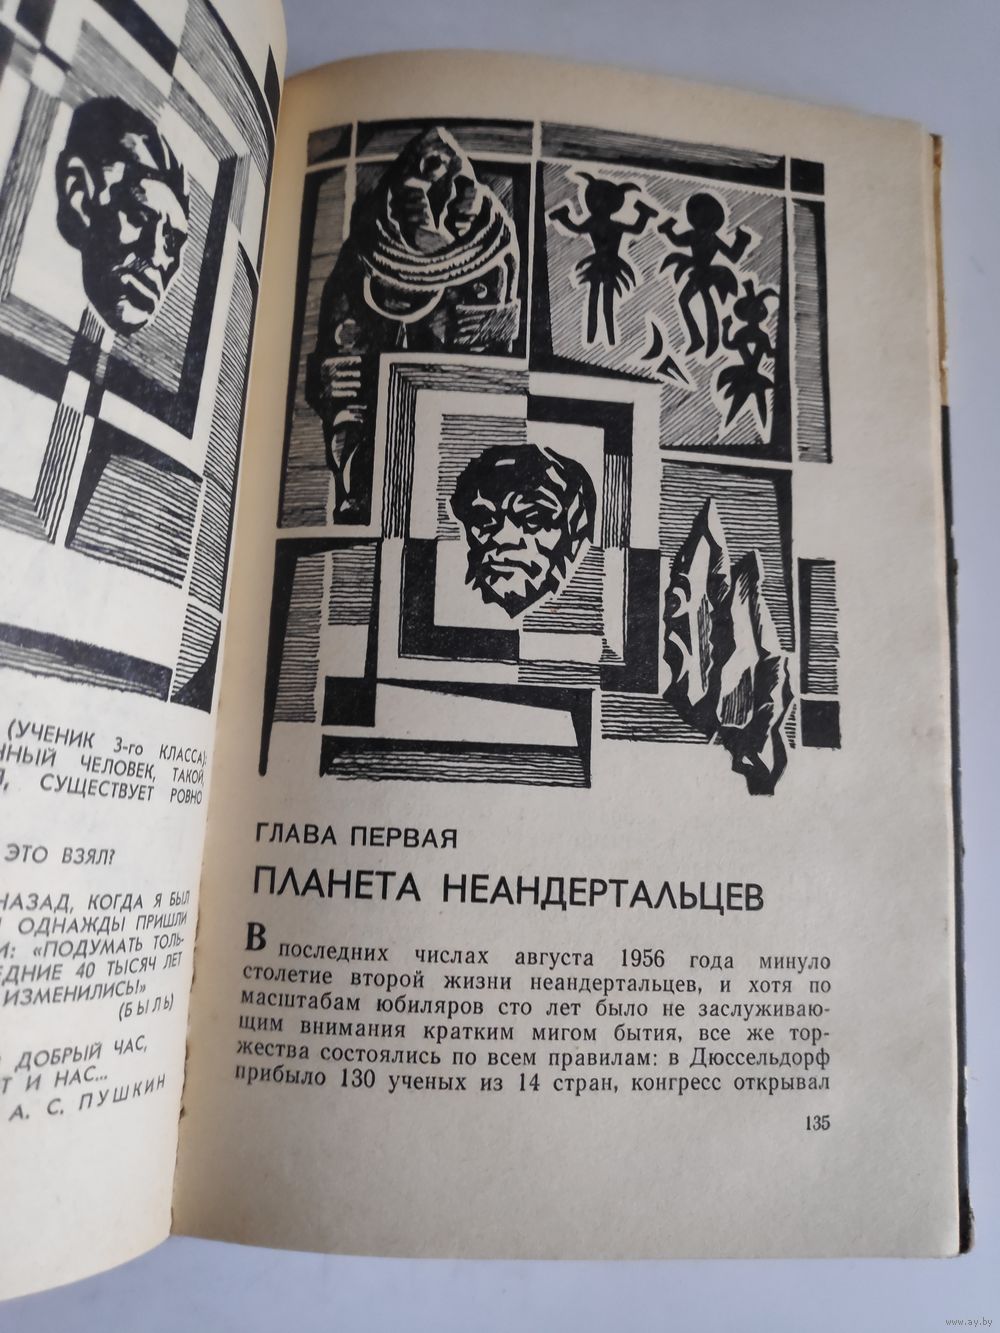 (УЧЕНИК 3-го КЛАССА):
ННЫЙ ЧЕЛОВЕК, ТАКОЙ
СУЩЕСТВУЕТ РОВНО
ЭТО ВЗЯЛ?
НАЗАД, КОГДА Я БЫЛ
ОДНАЖДЫ ПРИШЛИ
И: «ПОДУМАТЬ ТОЛЬ-
ЕДНИЕ 40 ТЫСЯЧ ЛЕТ
ИЗМЕНИЛИСЬ!»
(БЫЛЬ)
ДОБРЫЙ ЧАС,
Т И НАС...
А. С. ПУШКИН
ГЛАВА ПЕРВАЯ
ПЛАНЕТА НЕАНДЕРТАЛЬЦЕВ
В последних числах августа 1956 года минуло
столетие второй жизни неандертальцев, и хотя по
масштабам юбиляров сто лет было не заслуживаю-
щим внимания кратким мигом бытия, все же тор-
жества состоялись по всем правилам: в Дюссельдорф
прибыло 130 ученых из 14 стран, конгресс открывал
135
www.ay.by